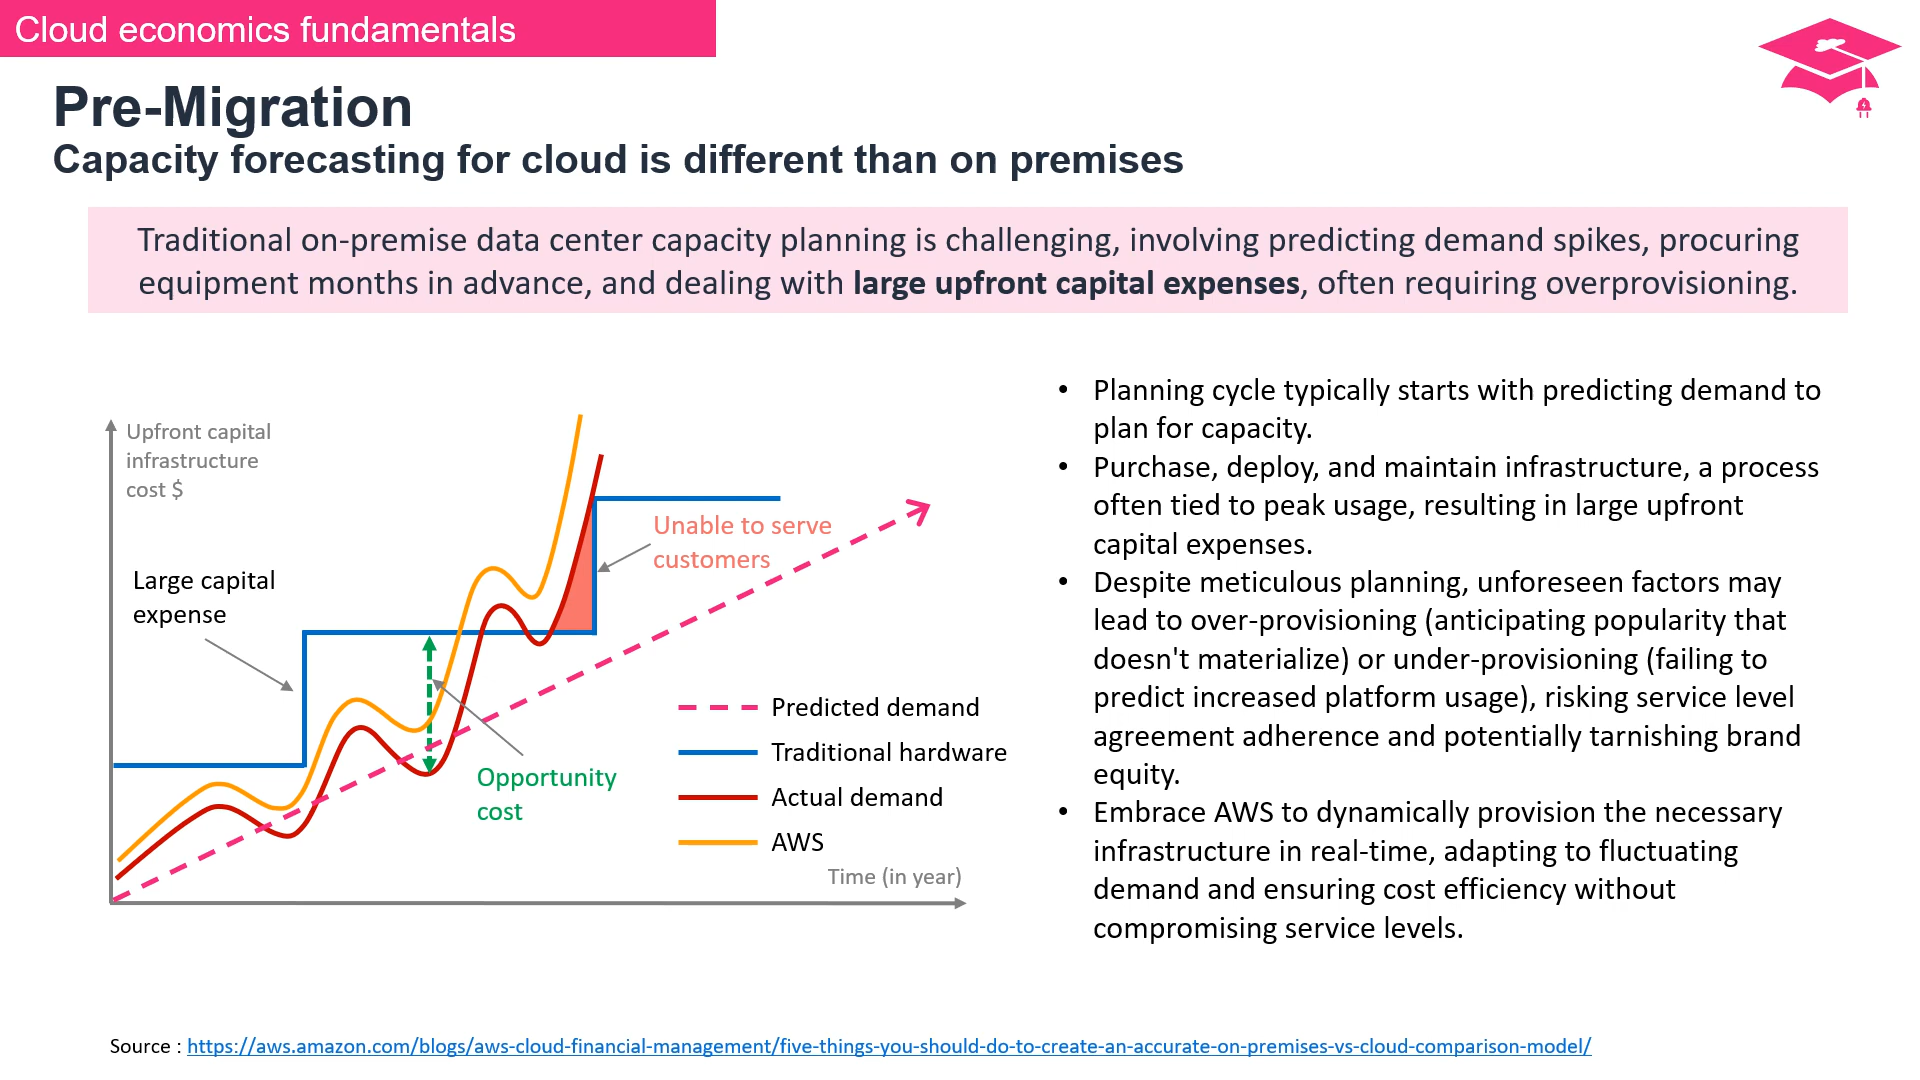 Cloud economics fundamentals
Pre-Migration
Capacity forecasting for cloud is different than on premises
Traditional on-premise data center capacity planning is challenging, involving predicting demand spikes, procuring
equipment months in advance, and dealing with large upfront capital expenses, often requiring overprovisioning.
Upfront capital
infrastructure
cost $
Large capital
expense
Unable to serve
customers
Opportunity
cost
Predicted demand
Traditional hardware
Actual demand
AWS
Time (in year)
• Planning cycle typically starts with predicting demand to
plan for capacity.
• Purchase, deploy, and maintain infrastructure, a process
often tied to peak usage, resulting in large upfront
capital expenses.
• Despite meticulous planning, unforeseen factors may
lead to over-provisioning (anticipating popularity that
doesn't materialize) or under-provisioning (failing to
predict increased platform usage), risking service level
agreement adherence and potentially tarnishing brand
equity.
• Embrace AWS to dynamically provision the necessary
infrastructure in real-time, adapting to fluctuating
demand and ensuring cost efficiency without
compromising service levels.
Source : https://aws.amazon.com/blogs/aws-cloud-financial-management/five-things-you-should-do-to-create-an-accurate-on-premises-vs-cloud-comparison-model/